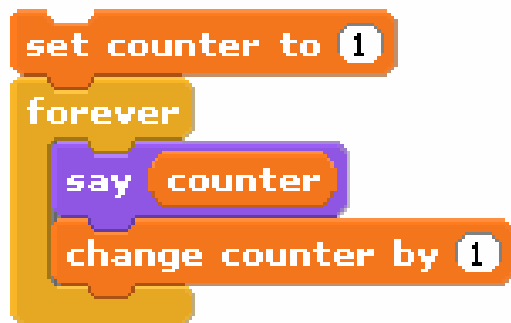 set counter to 1
forever
say counter
change counter by 1